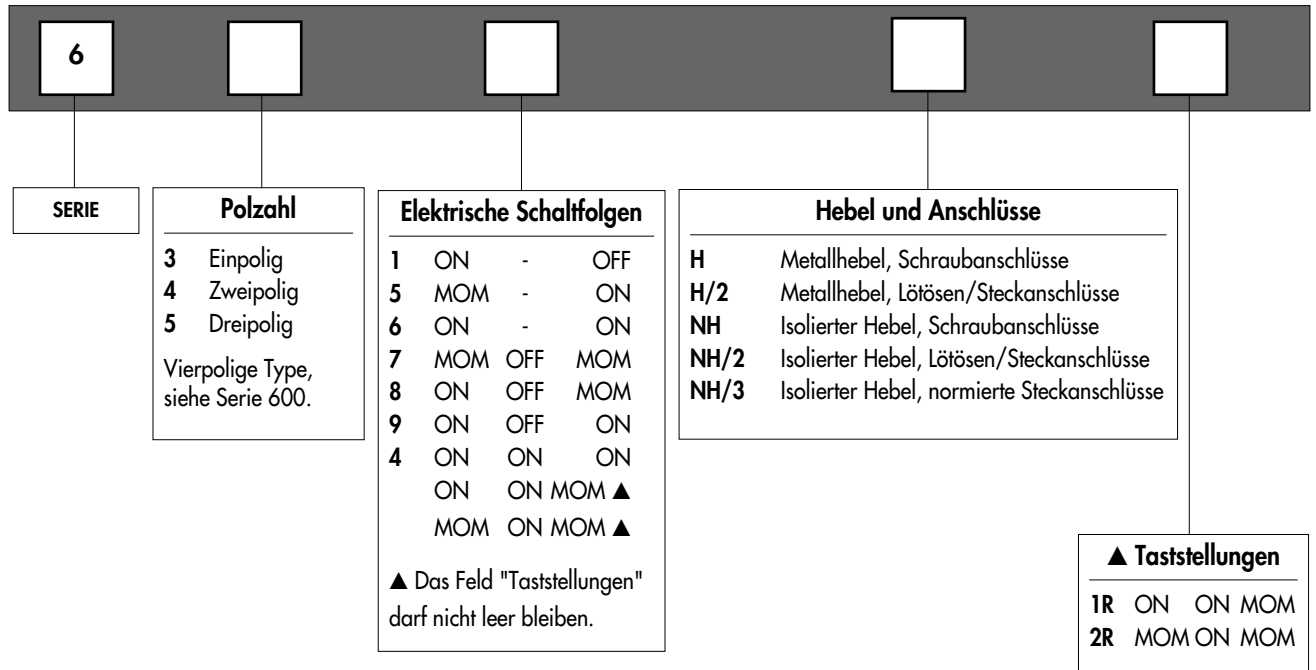 6
SERIE
Polzahl
3 Einpolig
4 Zweipolig
5 Dreipolig
Vierpolige Type,
siehe Serie 600.
Elektrische Schaltfolgen
1 ON - OFF
5 MOM - ON
6 ON - ON
7 MOM OFF MOM
8 ON OFF MOM
9 ON OFF ON
4 ON ON ON
ON ON MOM ▲
MOM ON MOM ▲
▲ Das Feld "Taststellungen"
darf nicht leer bleiben.
Hebel und Anschlüsse
H Metallhebel, Schraubanschlüsse
H/2 Metallhebel, Lötösen/Steckanschlüsse
NH Isolierter Hebel, Schraubanschlüsse
NH/2 Isolierter Hebel, Lötösen/Steckanschlüsse
NH/3 Isolierter Hebel, normierte Steckanschlüsse
▲ Taststellungen
1R ON ON MOM
2R MOM ON MOM